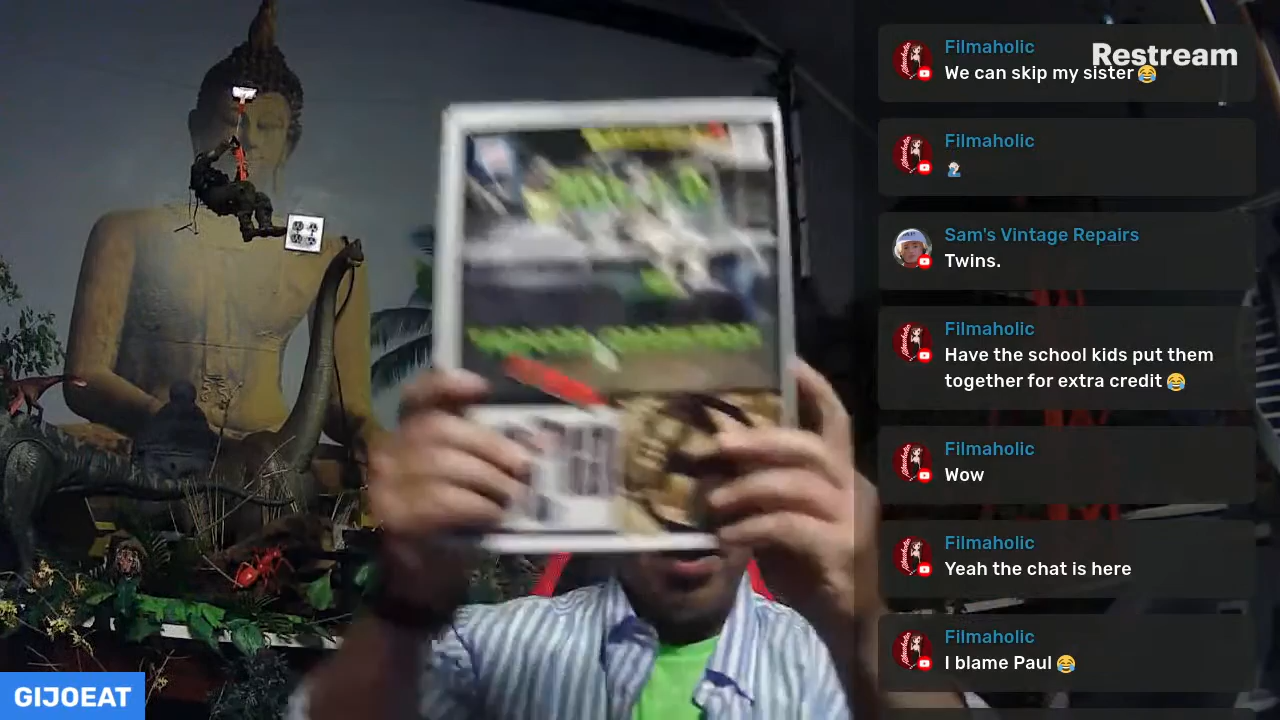 Restream
Filmaholic
We can skip my sister 😂
Filmaholic
Sam's Vintage Repairs
Twins.
Filmaholic
Have the school kids put them
together for extra credit 😂
Filmaholic
Wow
Filmaholic
Yeah the chat is here
Filmaholic
I blame Paul 😂
GIJOEAT